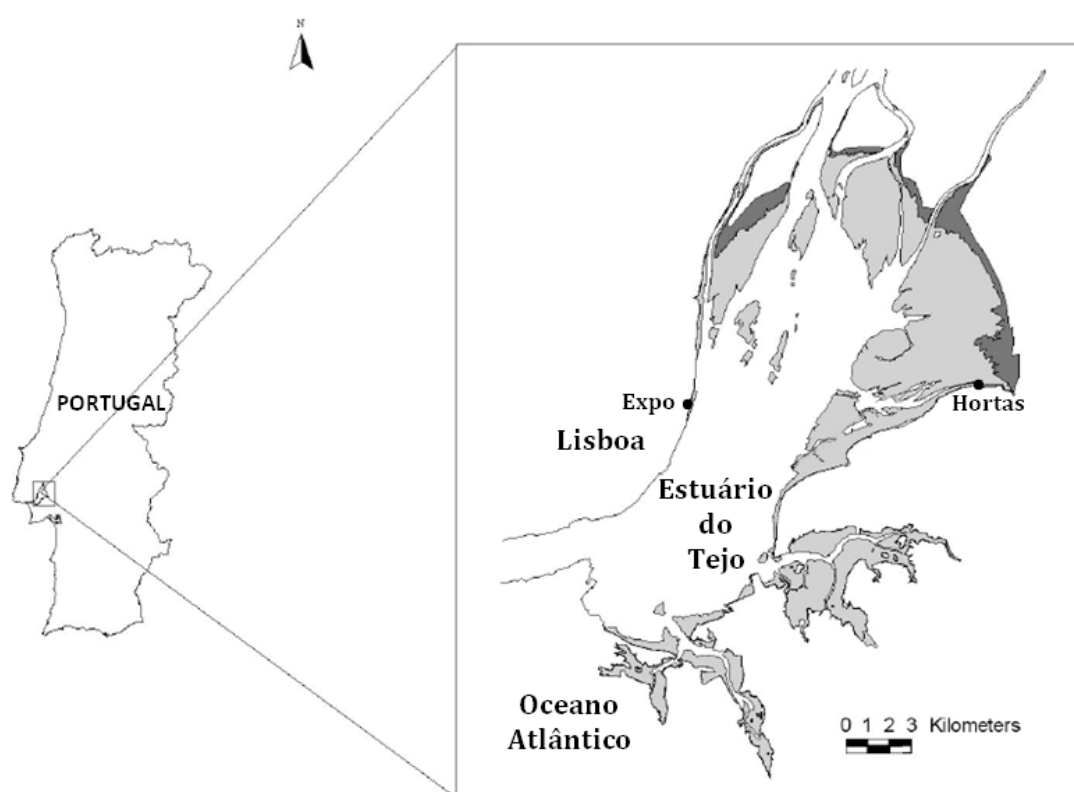 N
PORTUGAL
Expo
Lisboa
Hortas
Estuário
do
Tejo
Oceano
Atlântico
0 1 2 3 Kilometers